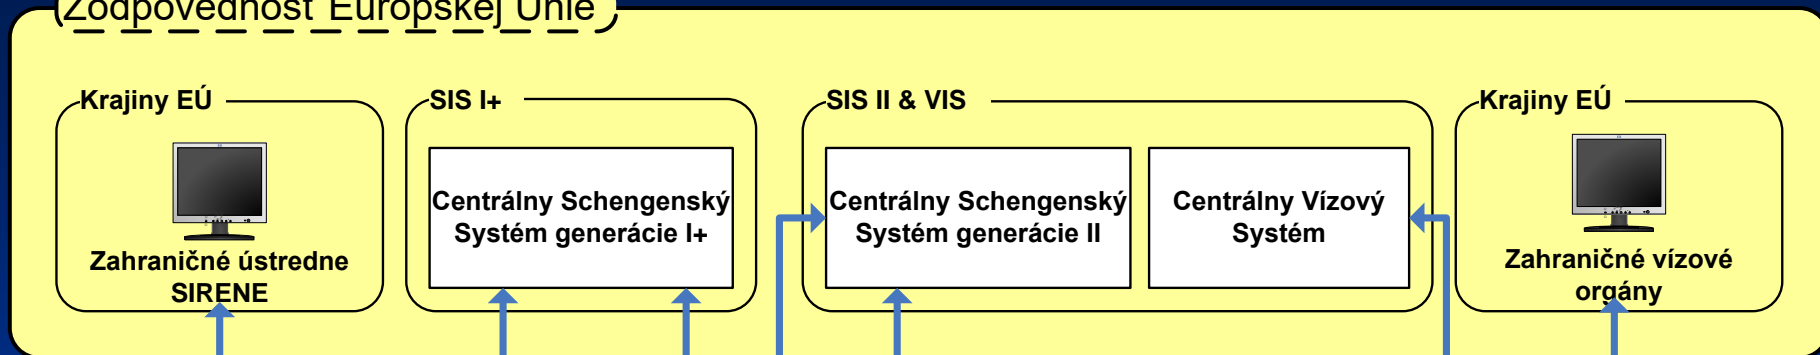 Zodpovednosť Európskej Únie
Krajiny EÚ
Zahraničné ústredne
SIRENE
SIS I+
Centrálny Schengenský
Systém generácie I+
SIS II & VIS
Centrálny Schengenský
Systém generácie II
Centrálny Vízový
Systém
Krajiny EÚ
Zahraničné vízové
orgány